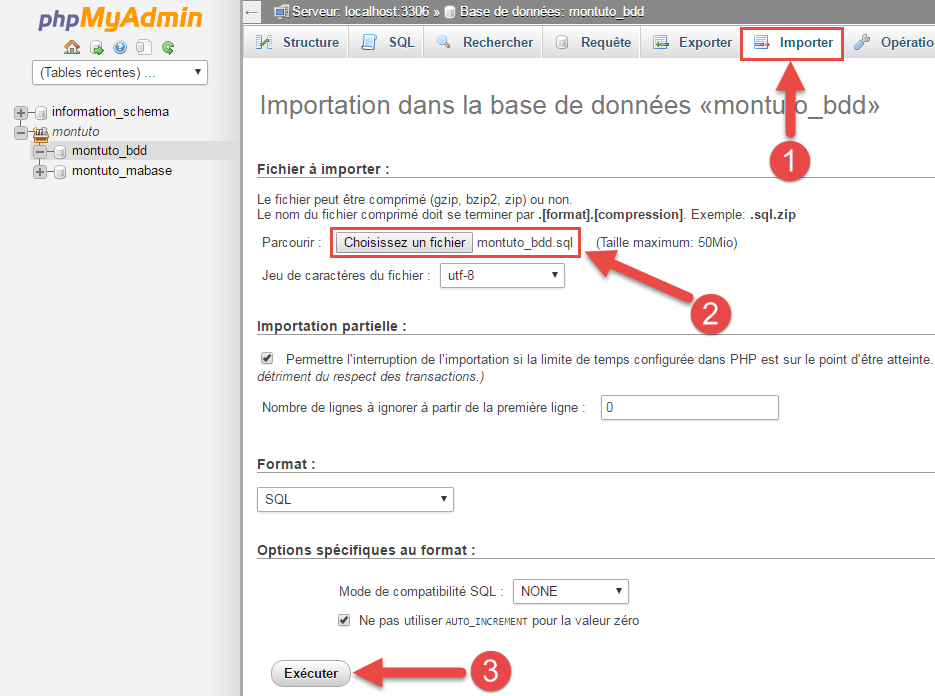 phpMyAdmin
(Tables récentes) ...
information_schema
montuto
montuto_bdd
montuto_mabase
Serveur: localhost:3306 » Base de données: montuto_bdd
Structure SQL Rechercher Requête Exporter Importer Opératio
Importation dans la base de données «montuto_bdd»
1
Fichier à importer :
Le fichier peut être comprimé (gzip, bzip2, zip) ou non.
Le nom du fichier comprimé doit se terminer par .[format].[compression]. Exemple: .sql.zip
Parcourir : Choisissez un fichier montuto_bdd.sql (Taille maximum: 50Mio)
Jeu de caractères du fichier : utf-8
2
Importation partielle :
Permettre l'interruption de l'importation si la limite de temps configurée dans PHP est sur le point d'être atteinte.
détriment du respect des transactions.)
Nombre de lignes à ignorer à partir de la première ligne : 0
Format :
SQL
Options spécifiques au format :
Mode de compatibilité SQL : NONE
Ne pas utiliser AUTO_INCREMENT pour la valeur zéro
Exécuter
3